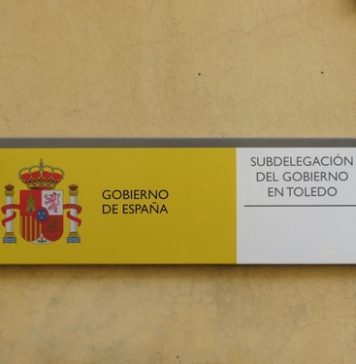 GOBIERNO
DE ESPAÑA
SUBDELEGACIÓN
DEL GOBIERNO
EN TOLEDO